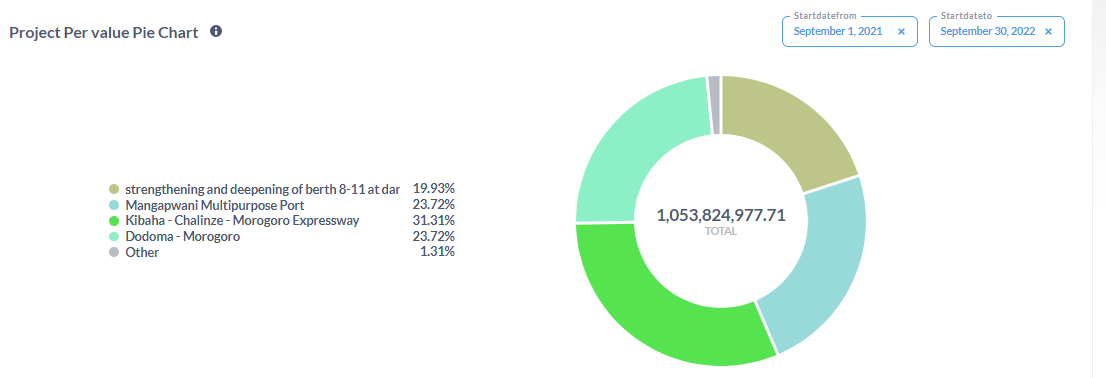 Project Per value Pie Chart
Startdatefrom
September 1, 2021 ×
Startdateto
September 30, 2022 ×
strengthening and deepening of berth 8-11 at dar 19.93%
Mangapwani Multipurpose Port 23.72%
Kibaha - Chalinze - Morogoro Expressway 31.31%
Dodoma - Morogoro 23.72%
Other 1.31%
1,053,824,977.71
TOTAL